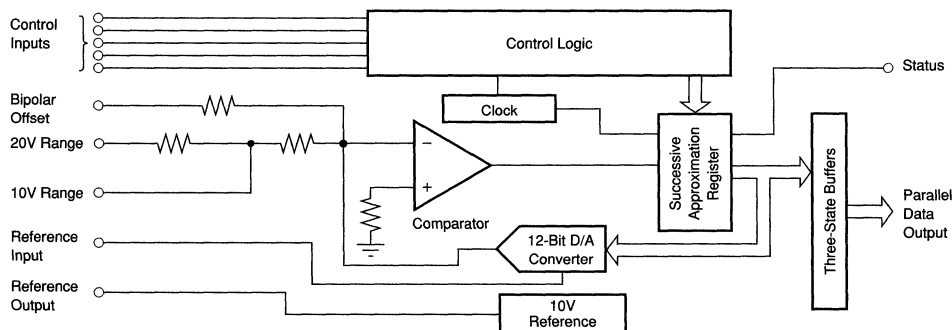 Control
Inputs
Control Logic
Status
Bipolar
Offset
Clock
20V Range
10V Range
–
+
Comparator
Successive
Approximation
Register
Three-State Buffers
Parallel
Data
Output
Reference
Input
12-Bit D/A
Converter
Reference
Output
10V
Reference